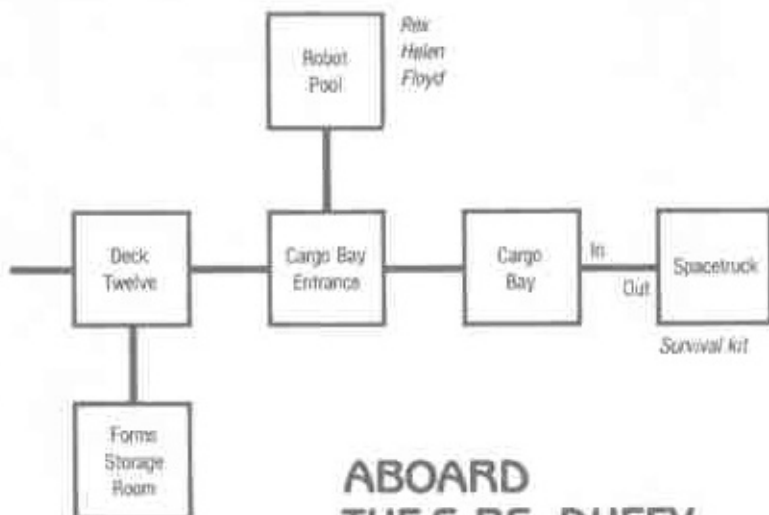 Robot
Pool
Rex
Helen
Floyd
Deck
Twelve
Cargo Bay
Entrance
Cargo
Bay
In
Out
Spacetruck
Survival kit
Forms
Storage
Room
ABOARD
DUFFY